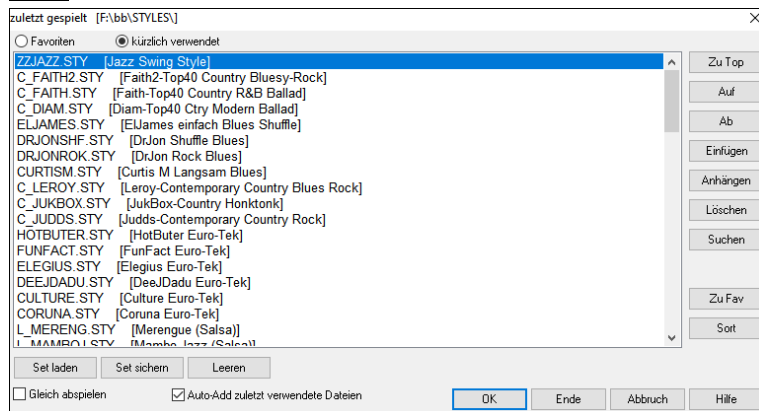 zuletzt gespielt [F:\bb\STYLES\]
Favoriten kürzlich verwendet
ZZJAZZ.STY [Jazz Swing Style]
C_FAITH2.STY [Faith2-Top40 Country Bluesy-Rock]
C_FAITH.STY [Faith-Top40 Country R&B Ballad]
C_DIAM.STY [Diam-Top40 Ctry Modern Ballad]
ELJAMES.STY [ElJames einfach Blues Shuffle]
DRJONSHF.STY [DrJon Shuffle Blues]
DRJONROK.STY [DrJon Rock Blues]
CURTISM.STY [Curtis M Langsam Blues]
C_LEROY.STY [Leroy-Contemporary Country Blues Rock]
C_JUKBOX.STY [JukBox-Country Honktonk]
C_JUDDS.STY [Judds-Contemporary Country Rock]
HOTBUTER.STY [HotButer Euro-Tek]
FUNFACT.STY [FunFact Euro-Tek]
ELEGIUS.STY [Elegius Euro-Tek]
DEEJDADU.STY [DeeJDadu Euro-Tek]
CULTURE.STY [Culture Euro-Tek]
CORUNA.STY [Coruna Euro-Tek]
L_MERENG.STY [Merengue (Salsa)]
L_MAMBOJ.STY [Mambo Jazz (Salsa)]
Zu Top
Auf
Ab
Einfügen
Anhängen
Löschen
Suchen
Zu Fav
Sort
Set laden Set sichern Leeren
Gleich abspielen Auto-Add zuletzt verwendete Dateien OK Ende Abbruch Hilfe